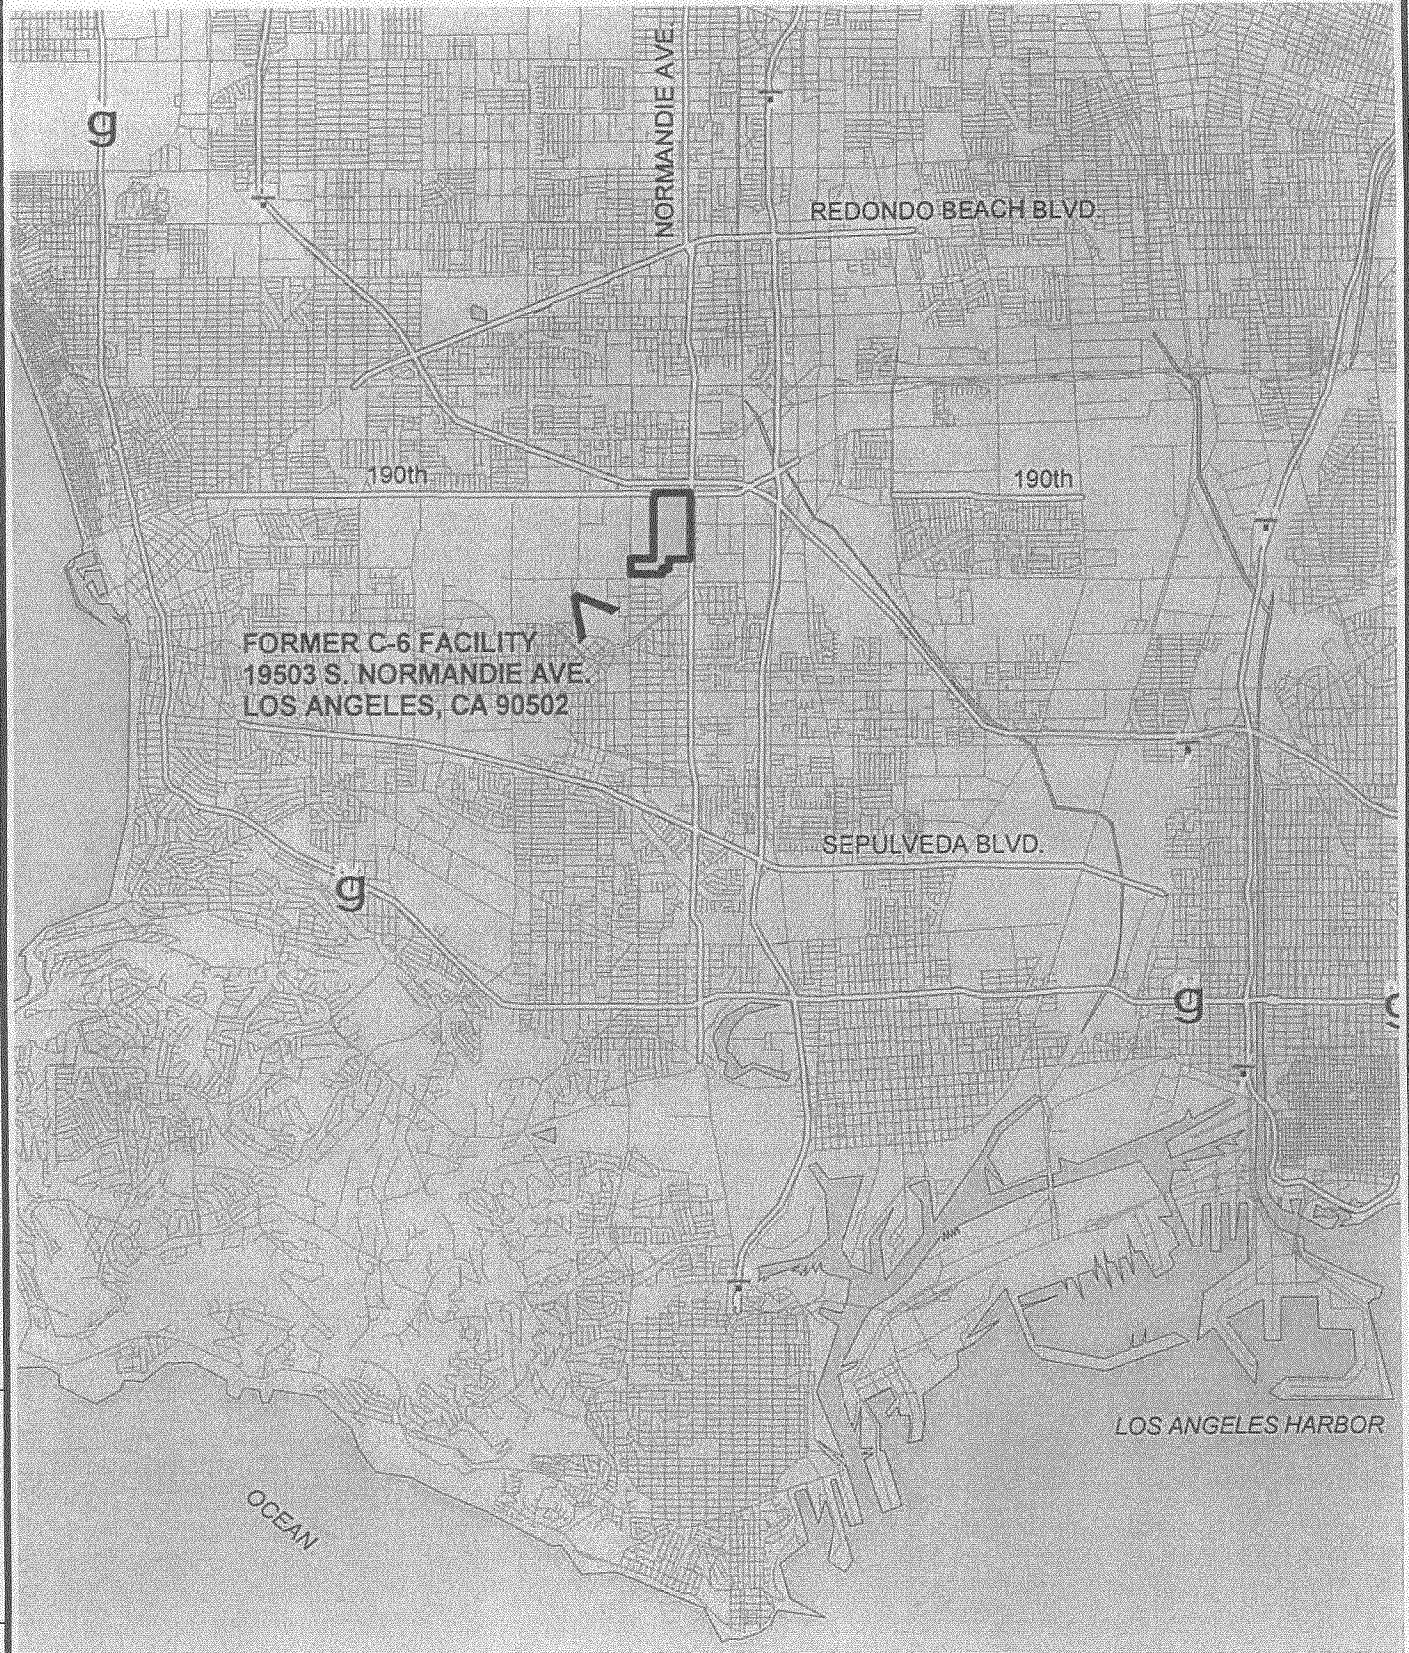 NORMANDIE AVE.
g
REDONDO BEACH BLVD.
190th
190th
FORMER C-6 FACILITY
19503 S. NORMANDIE AVE.
LOS ANGELES, CA 90502
SEPULVEDA BLVD.
g
g
g
LOS ANGELES HARBOR
OCEAN